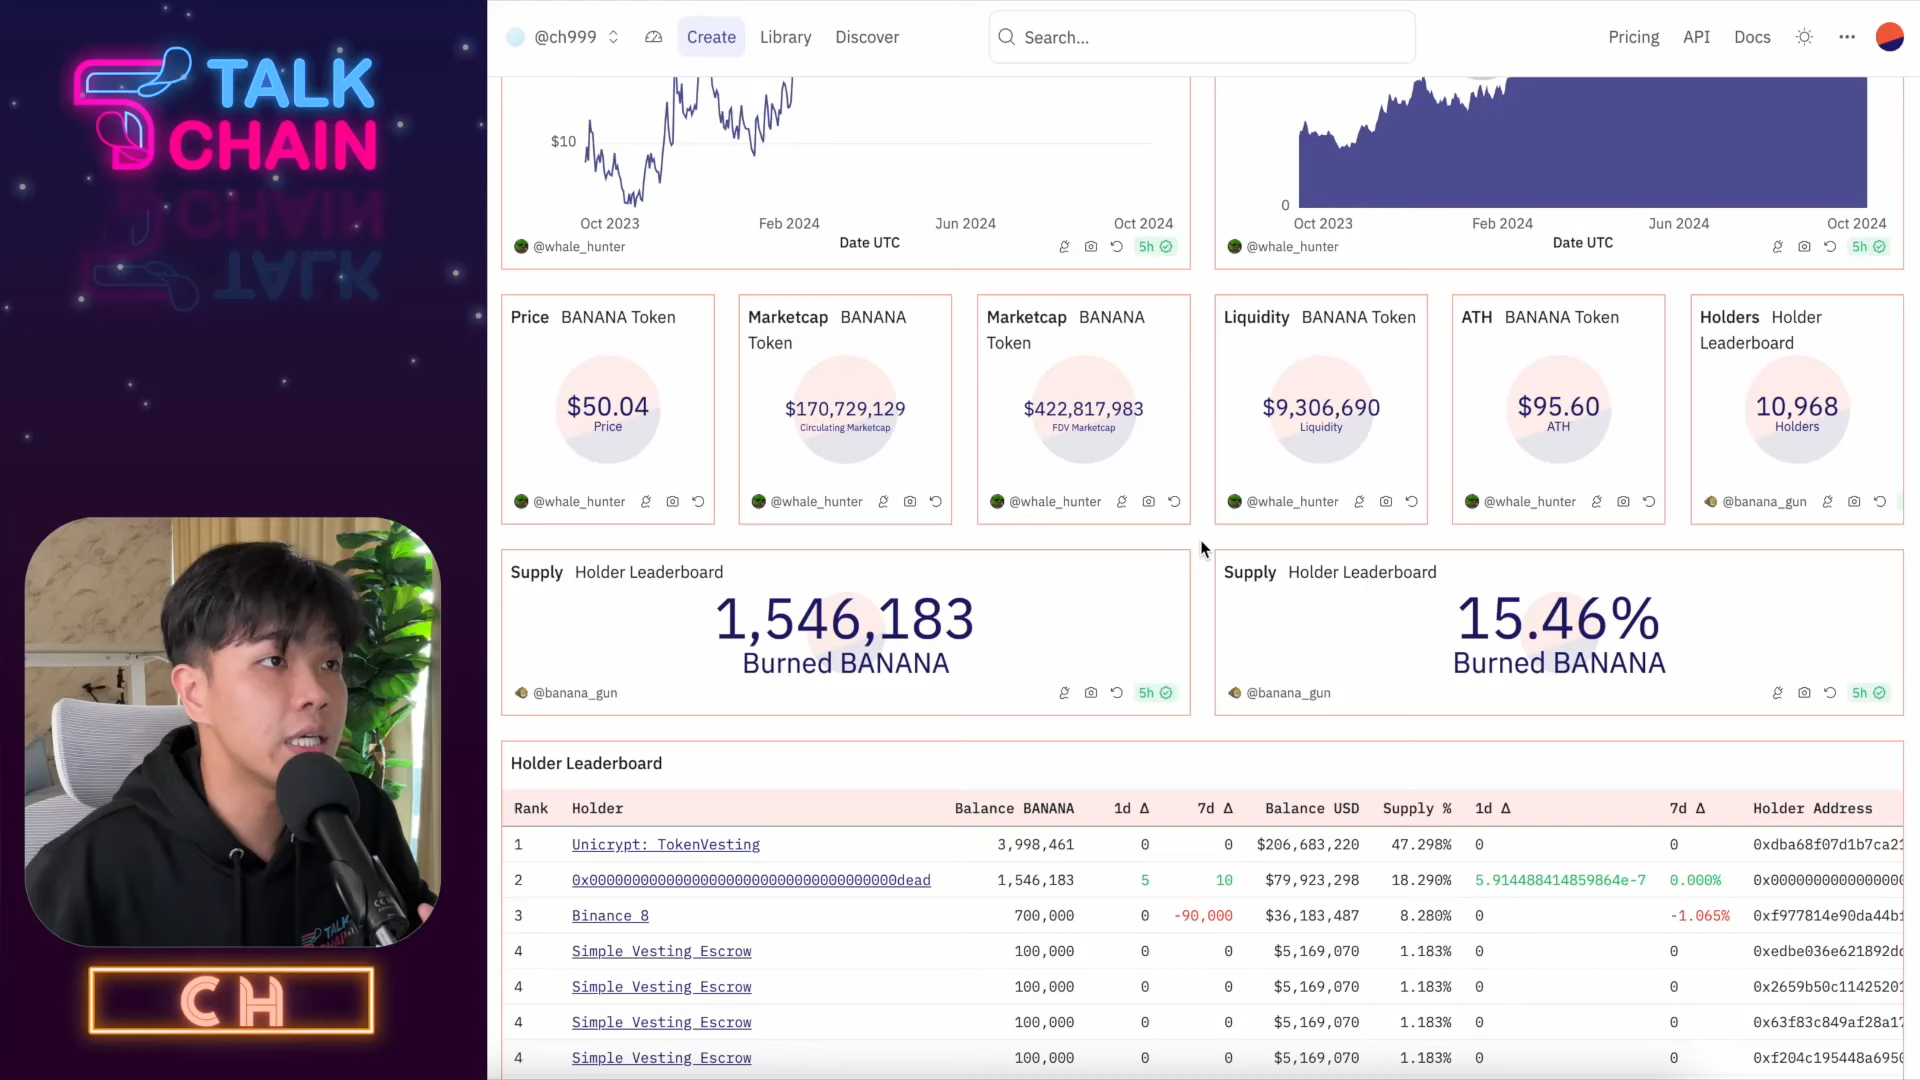 TALK
CHAIN
@ch999
Create
Library
Discover
Search...
Pricing
API
Docs
$10
Oct 2023
Feb 2024
Jun 2024
Oct 2024
Date UTC
@whale_hunter
5h
0
Oct 2023
Feb 2024
Jun 2024
Oct 2024
Date UTC
@whale_hunter
5h
Price BANANA Token
$50.04
Price
@whale_hunter
Marketcap BANANA
Token
$170,729,129
Circulating Marketcap
@whale_hunter
Marketcap BANANA
Token
$422,817,983
FDV Marketcap
@whale_hunter
Liquidity BANANA Token
$9,306,690
Liquidity
@whale_hunter
ATH BANANA Token
$95.60
ATH
@whale_hunter
Holders Holder
Leaderboard
10,968
Holders
@banana_gun
Supply Holder Leaderboard
1,546,183
Burned BANANA
@banana_gun
5h
Supply Holder Leaderboard
15.46%
Burned BANANA
@banana_gun
5h
Holder Leaderboard
Rank Holder Balance BANANA 1d Δ 7d Δ Balance USD Supply % 1d Δ 7d Δ Holder Address
1 Unicrypt: TokenVesting 3,998,461 0 0 $206,683,220 47.298% 0 0 0xdba68f07d1b7ca21
2 0x000000000000000000000000000000000000dead 1,546,183 5 10 $79,923,298 18.290% 5.914488414859864e-7 0.000% 0x0000000000000000
3 Binance 8 700,000 0 -90,000 $36,183,487 8.280% 0 -1.065% 0xf977814e90da44b
4 Simple Vesting Escrow 100,000 0 0 $5,169,070 1.183% 0 0 0xedbe036e621892d
4 Simple Vesting Escrow 100,000 0 0 $5,169,070 1.183% 0 0 0x2659b50c11425201
4 Simple Vesting Escrow 100,000 0 0 $5,169,070 1.183% 0 0 0x63f83c849af28a17
4 Simple Vesting Escrow 100,000 0 0 $5,169,070 1.183% 0 0 0xf204c195448a6950
TALK
CHAIN
CH